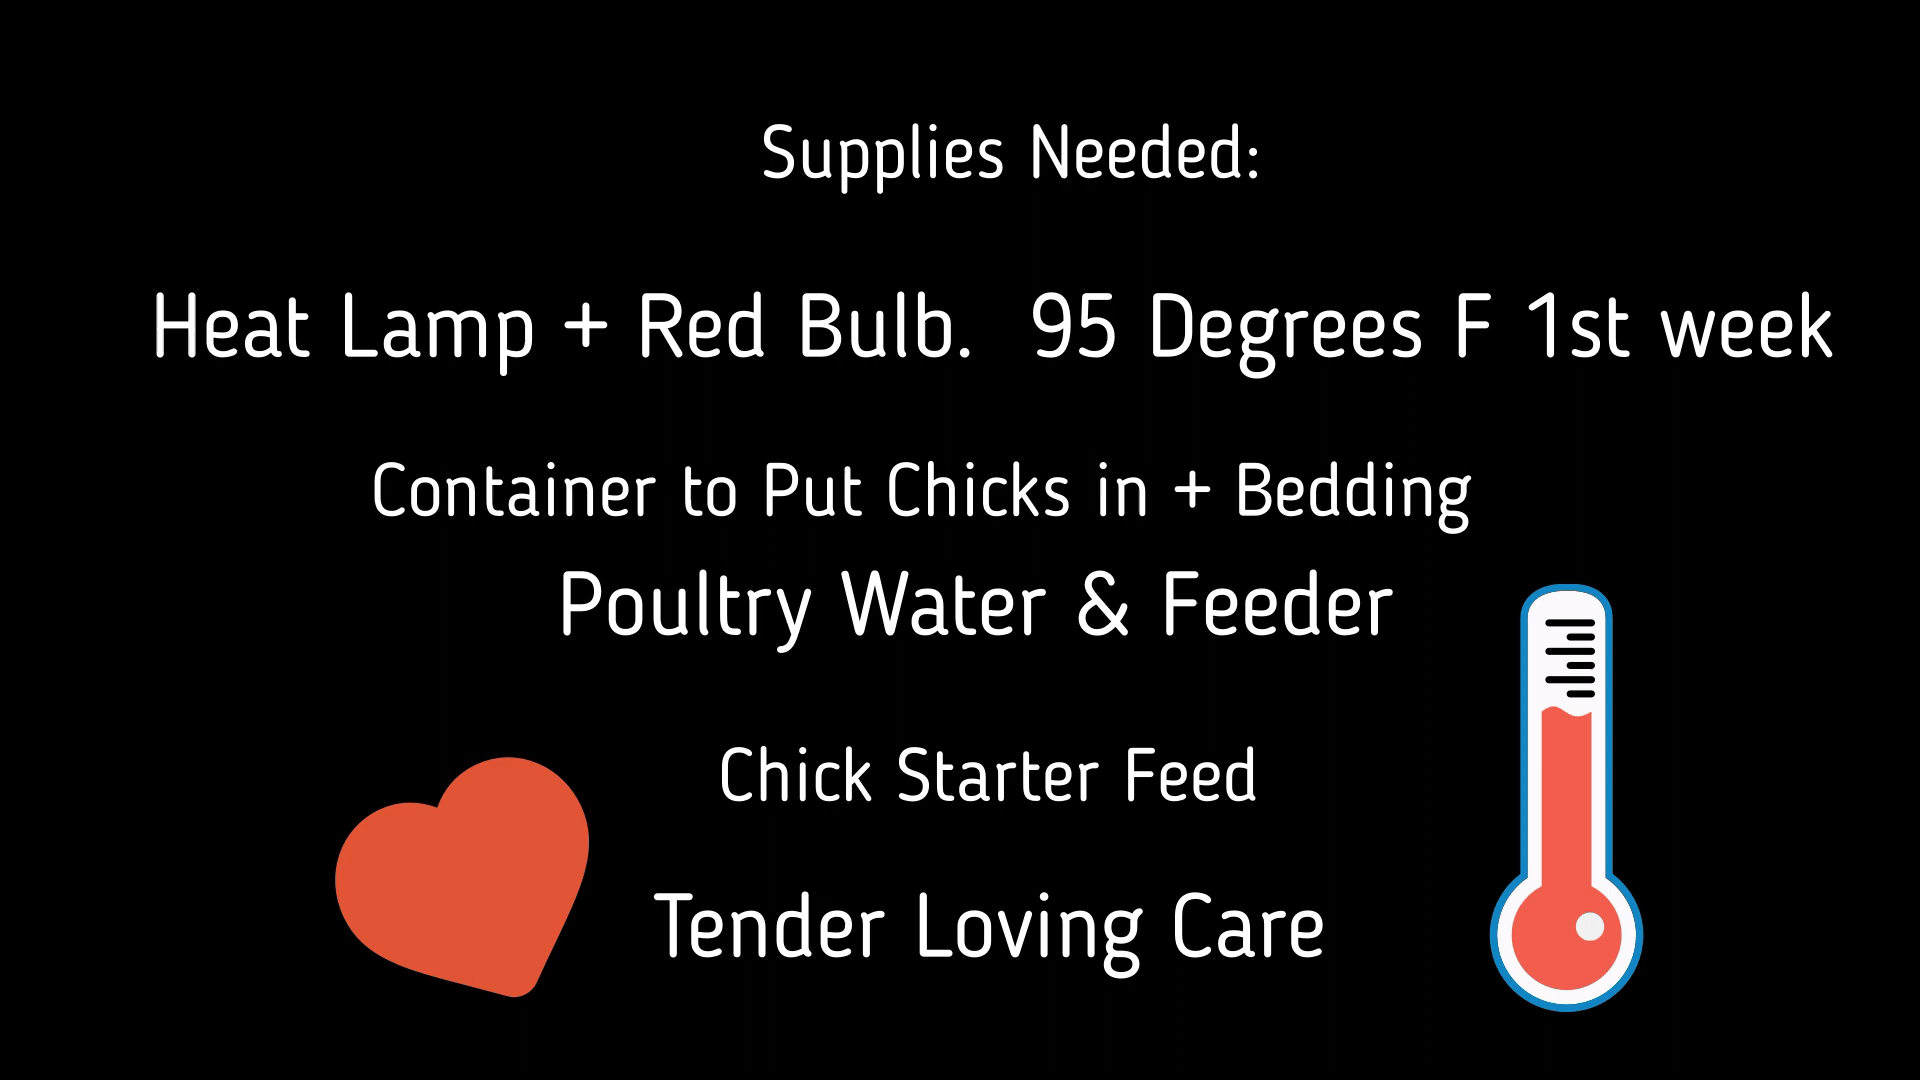 Supplies Needed:
Heat Lamp + Red Bulb. 95 Degrees F 1st week
Container to Put Chicks in + Bedding
Poultry Water & Feeder
Chick Starter Feed
Tender Loving Care